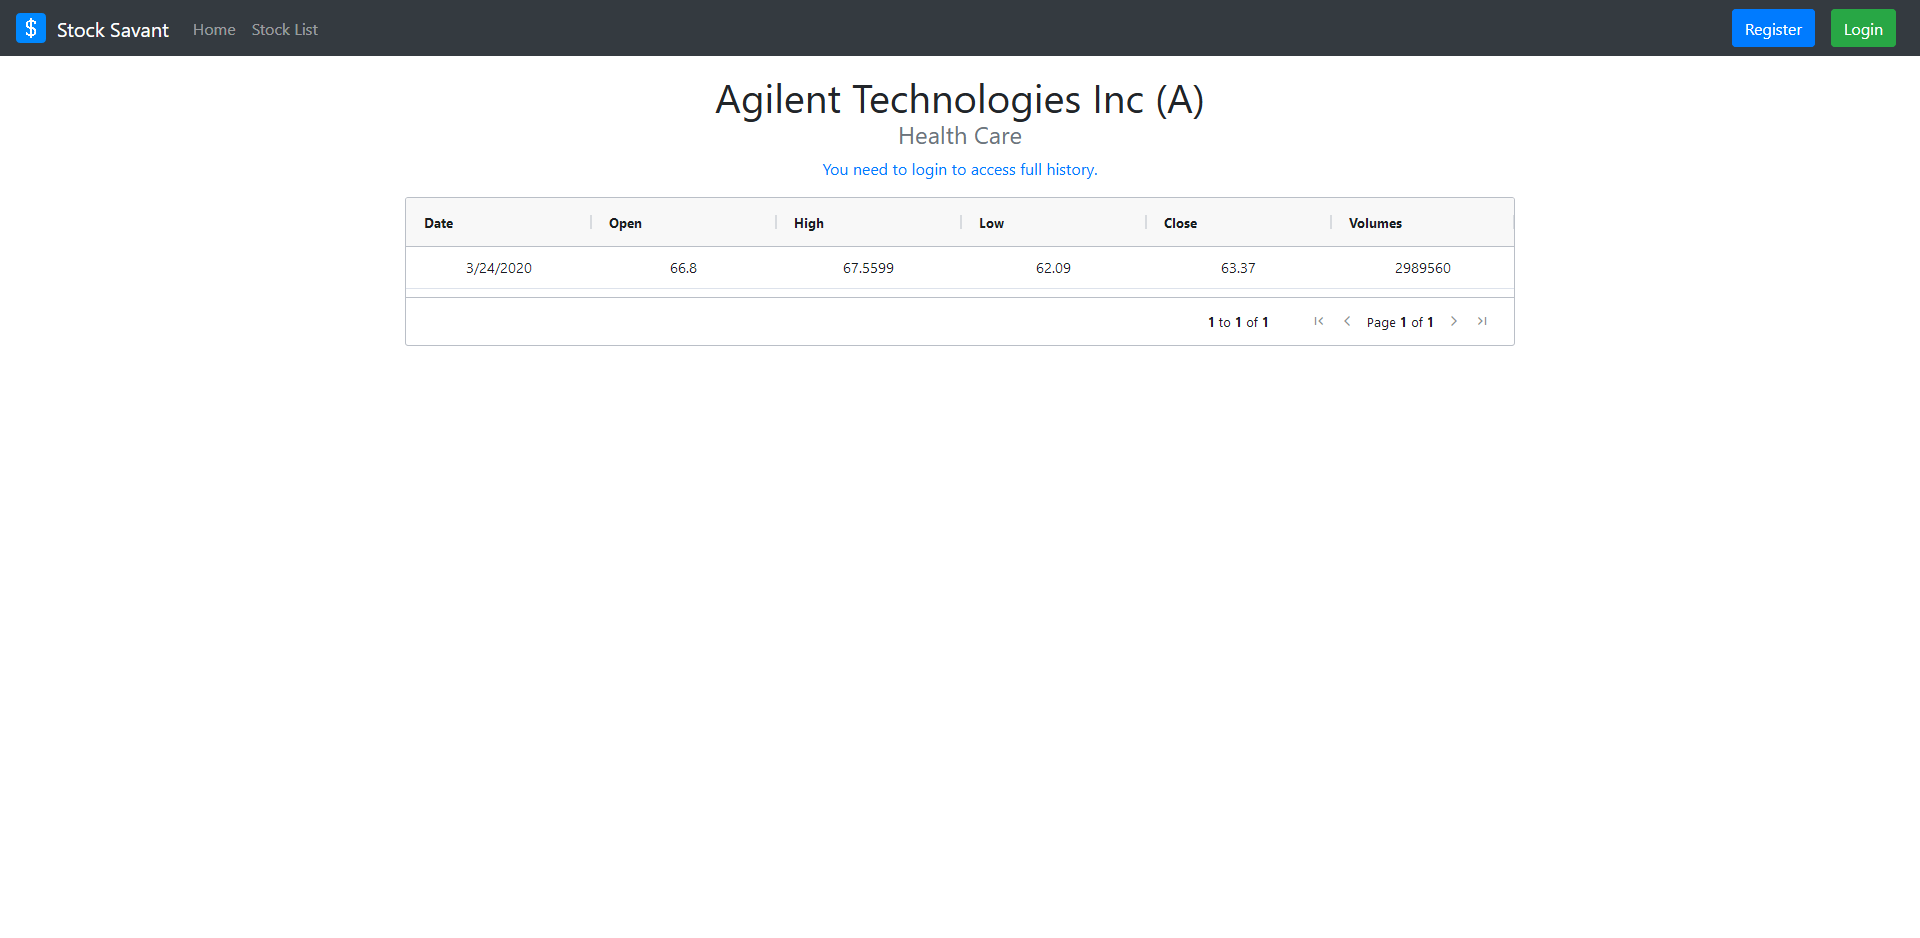 $ Stock Savant Home Stock List Register Login
Agilent Technologies Inc (A)
Health Care
You need to login to access full history.
Date Open High Low Close Volumes
3/24/2020 66.8 67.5599 62.09 63.37 2989560
1 to 1 of 1 Page 1 of 1